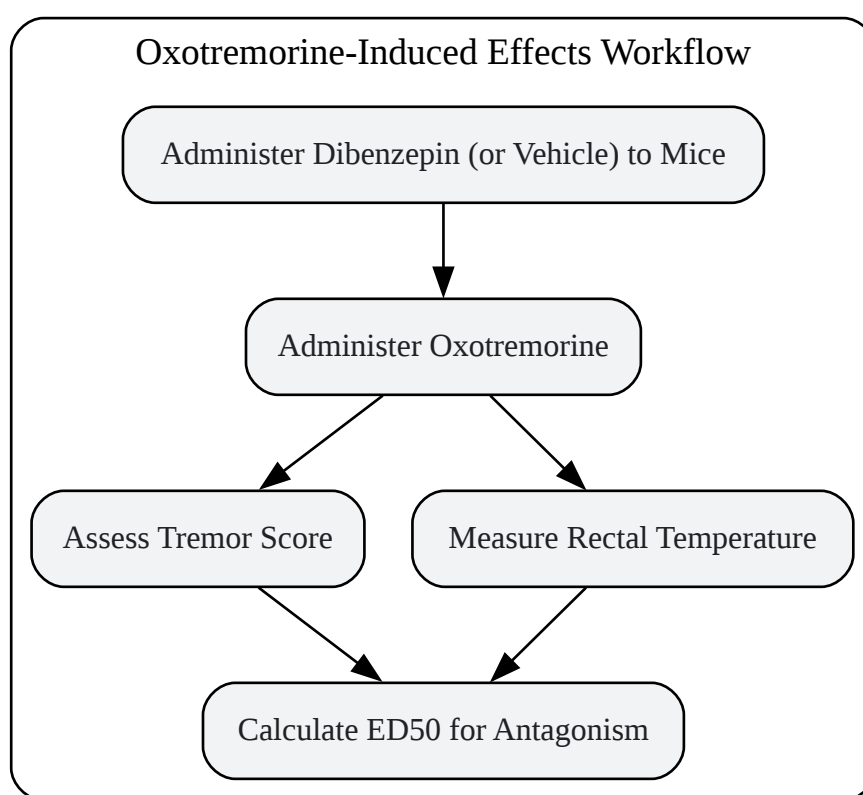 Oxotremorine-Induced Effects Workflow
Administer Dibenzepin (or Vehicle) to Mice
Administer Oxotremorine
Assess Tremor Score
Measure Rectal Temperature
Calculate ED50 for Antagonism